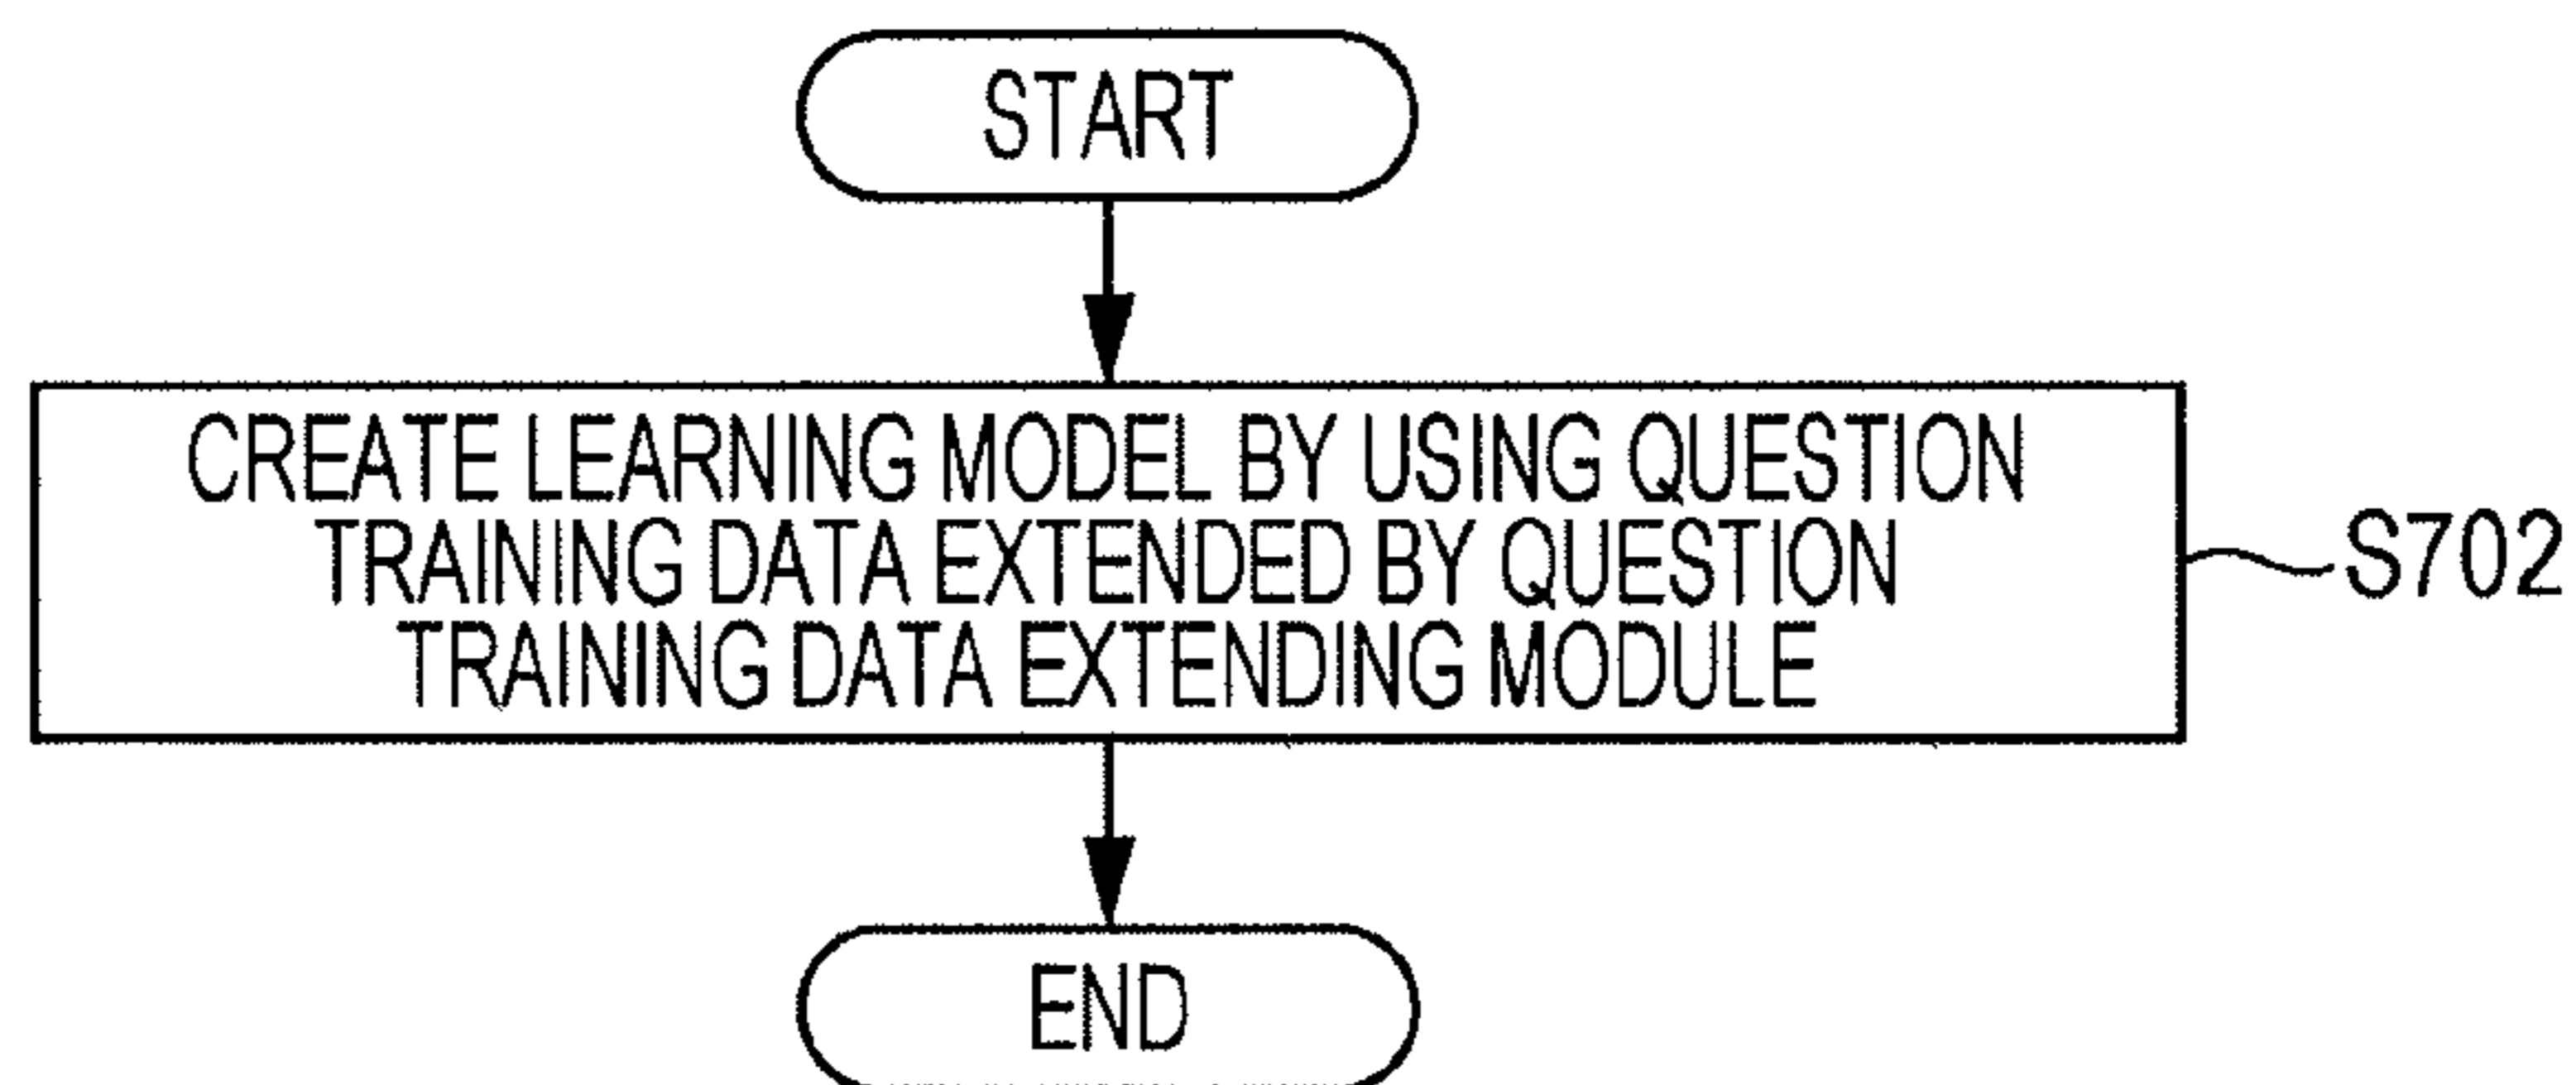 START
CREATE LEARNING MODEL BY USING QUESTION
TRAINING DATA EXTENDED BY QUESTION
TRAINING DATA EXTENDING MODULE
S702
END